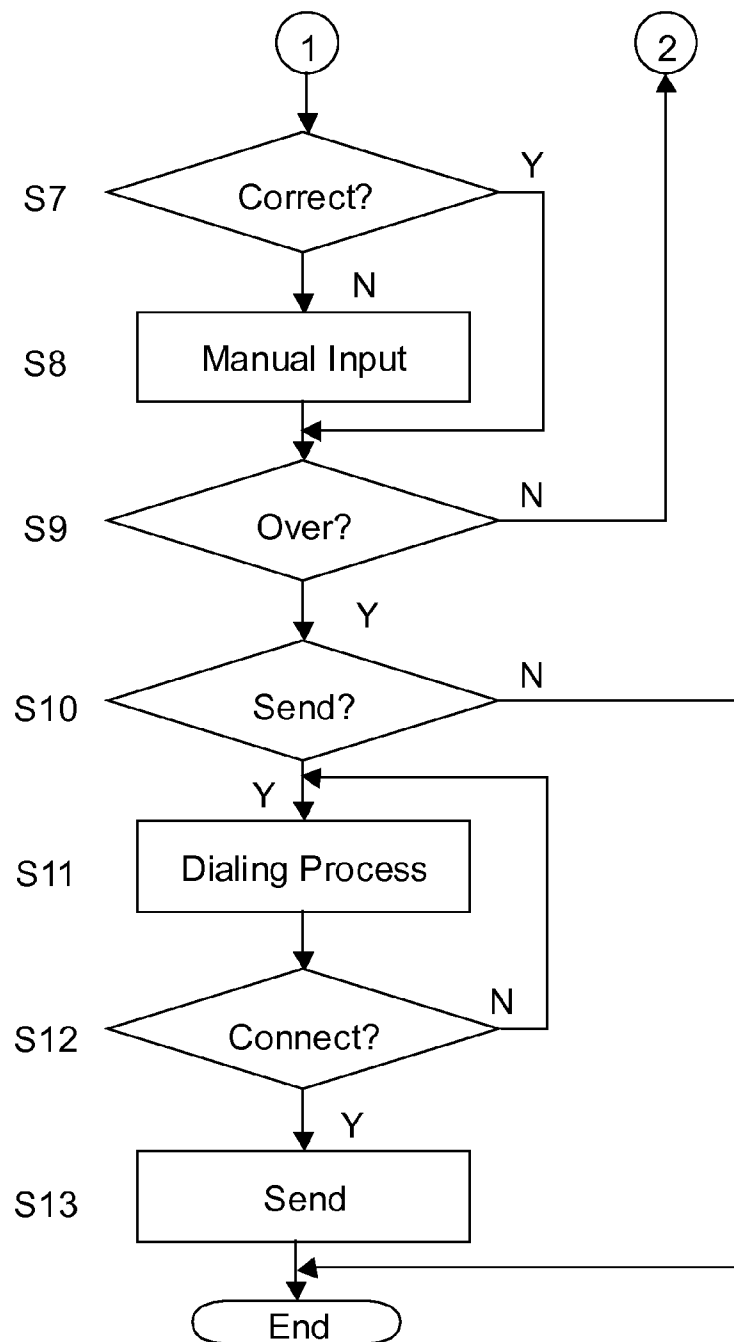 1
2
Y
S7
Correct?
N
S8
Manual Input
N
S9
Over?
Y
N
S10
Send?
Y
S11
Dialing Process
N
S12
Connect?
Y
S13
Send
End